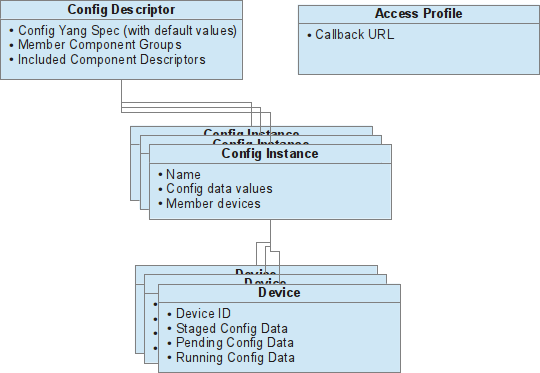 Config Descriptor
• Config Yang Spec (with default values)
• Member Component Groups
• Included Component Descriptors
Access Profile
• Callback URL
Config Instance
Config Instance
Config Instance
• Name
• Config data values
• Member devices
Device
Device
Device
• Device ID
• Staged Config Data
• Pending Config Data
• Running Config Data